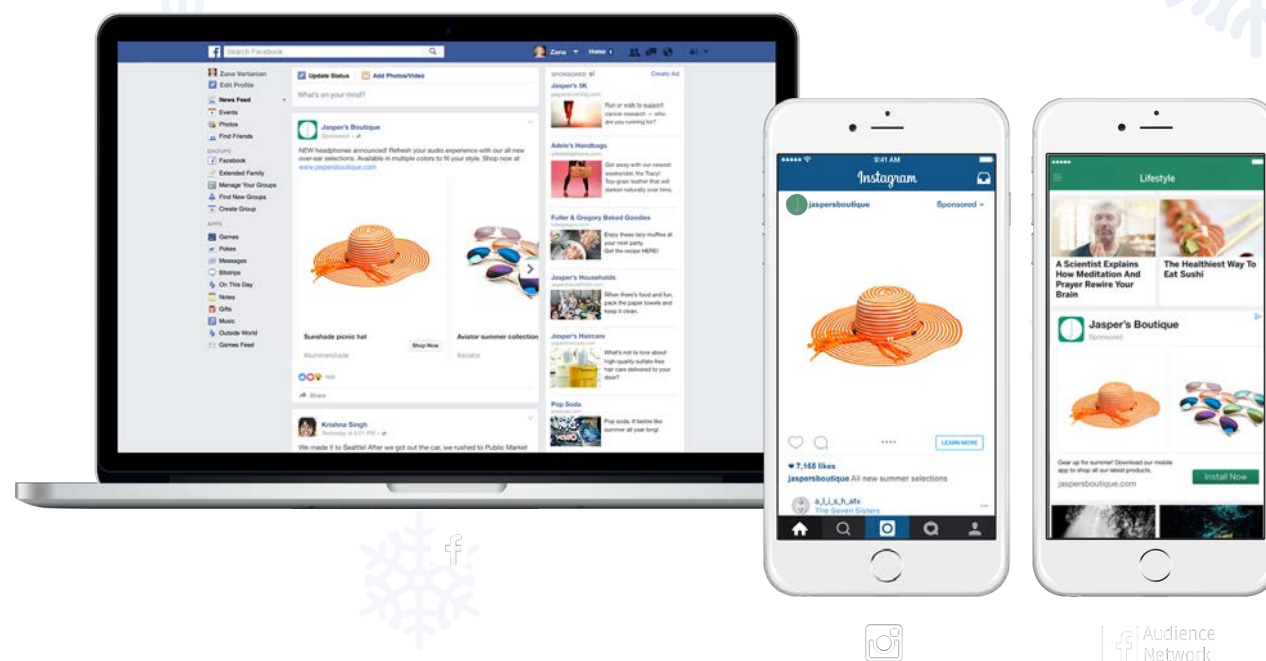 Search Facebook
Zana
Home
Zana Vartanian
Edit Profile
News Feed
Events
Photos
Find Friends
GROUPS
Facebook
Extended Family
Manage Your Groups
Find New Groups
Create Group
APPS
Games
Pokes
Messages
Bitstrips
On This Day
Notes
Gifts
Music
Outside World
Games Feed
Update Status
Add Photos/Video
What's on your mind?
Jasper's Boutique
Sponsored
NEW headphones announced! Refresh your audio experience with our all new
over-ear selections. Available in multiple colors to fit your style. Shop now at
www.jaspersboutique.com
Sunshade picnic hat
#summershade
Shop Now
Aviator summer collection
#aviator
Share
Krishna Singh
Yesterday at 4:21 PM
We made it to Seattle! After we got out the car, we rushed to Public Market
SPONSORED
Create Ad
Jasper's 5K
Run or walk to support
cancer research — who
are you running for?
Adele's Handbags
Get away with our newest
weekender, the Tracy!
Top-grain leather that will
darken naturally over time.
Fuller & Gregory Baked Goodies
Enjoy these lacy muffins at
your next party.
Get the recipe HERE!
Jasper's Households
When there's food and fun,
pack the paper towels and
keep it clean.
Jasper's Haircare
What's not to love about
high-quality sulfate-free
hair care delivered to your
door?
Pop Soda
Pop soda, it tastes like
summer all year long!
9:41 AM
Instagram
jaspersboutique
Sponsored
LEARN MORE
7,168 likes
jaspersboutique All new summer selections
a_l_i_s_h_atx
The Seven Sisters
Lifestyle
A Scientist Explains
How Meditation And
Prayer Rewire Your
Brain
The Healthiest Way To
Eat Sushi
Jasper's Boutique
Sponsored
Gear up for summer! Download our mobile
app to shop all our latest products.
jaspersboutique.com
Install Now
Audience
Network